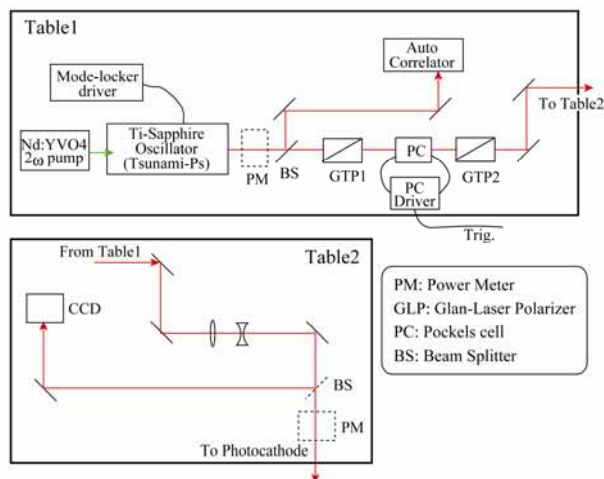 Table1
Auto
Correlator
Mode-locker
driver
To Table2
Nd:YVO4
2ω pump
Ti-Sapphire
Oscillator
(Tsunami-Ps)
PM
BS
GTP1
PC
GTP2
PC
Driver
Trig.
From Table1
Table2
CCD
BS
PM
To Photocathode
PM: Power Meter
GLP: Glan-Laser Polarizer
PC: Pockels cell
BS: Beam Splitter